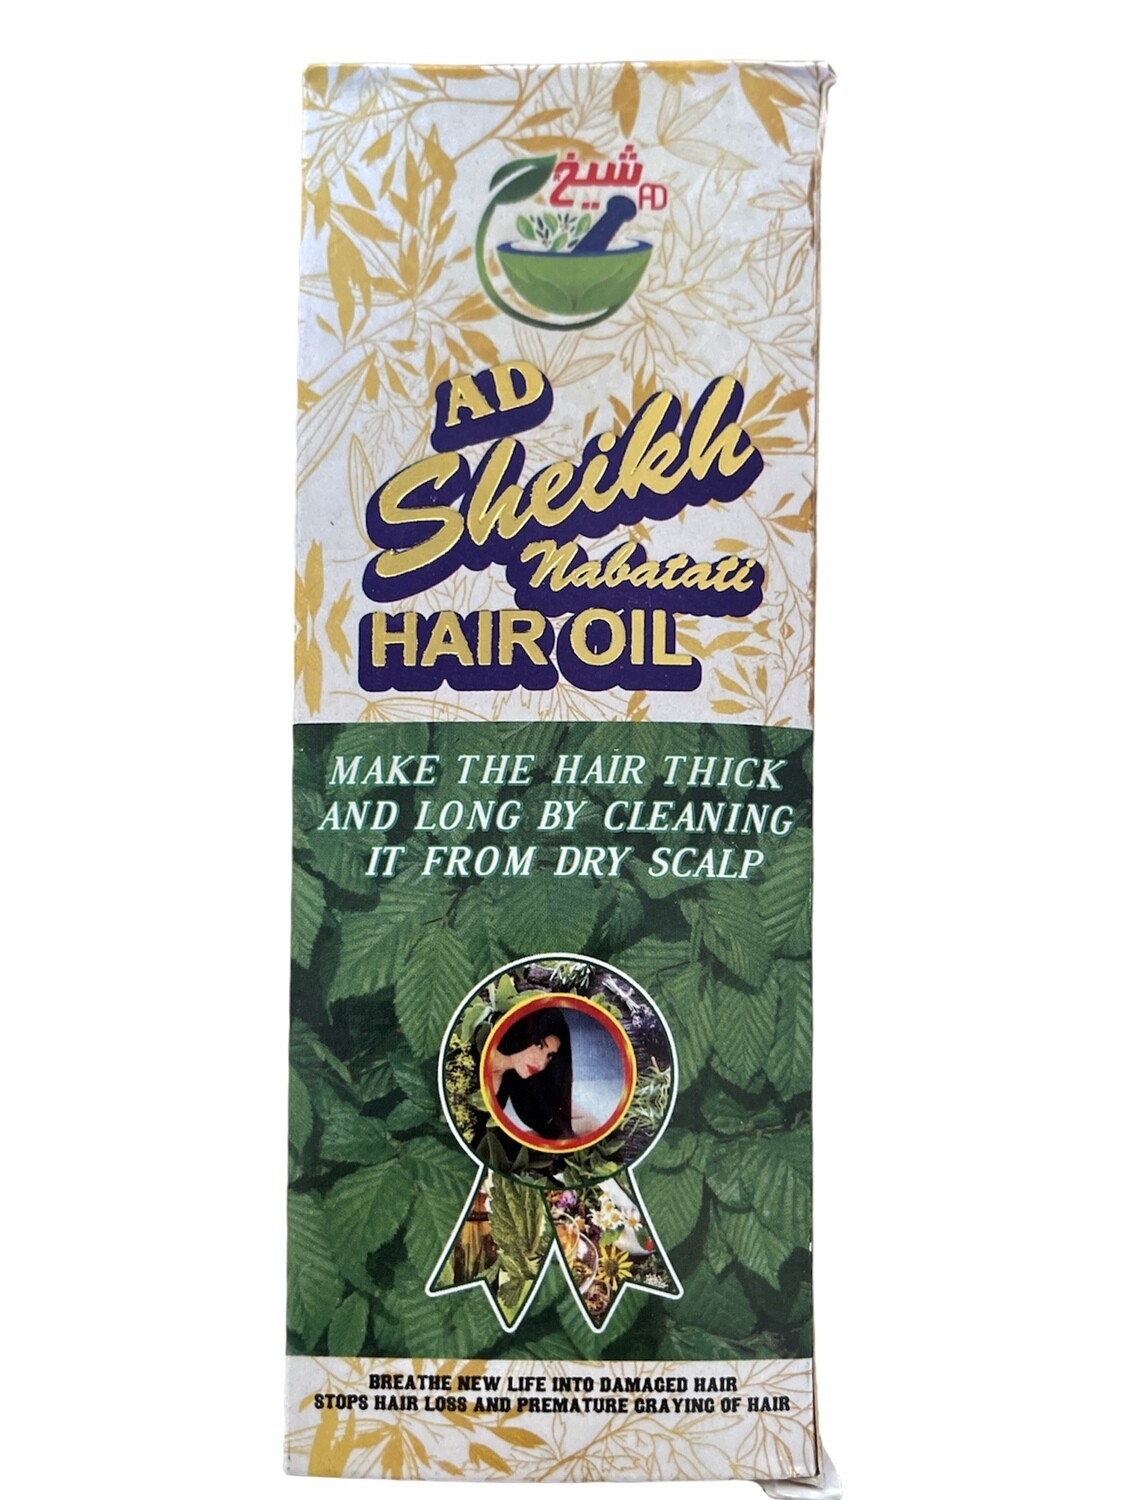 شيخ
AD
AD
Sheikh
Nabatati
HAIR OIL
MAKE THE HAIR THICK
AND LONG BY CLEANING
IT FROM DRY SCALP
BREATHE NEW LIFE INTO DAMAGED HAIR
STOPS HAIR LOSS AND PREMATURE GRAYING OF HAIR